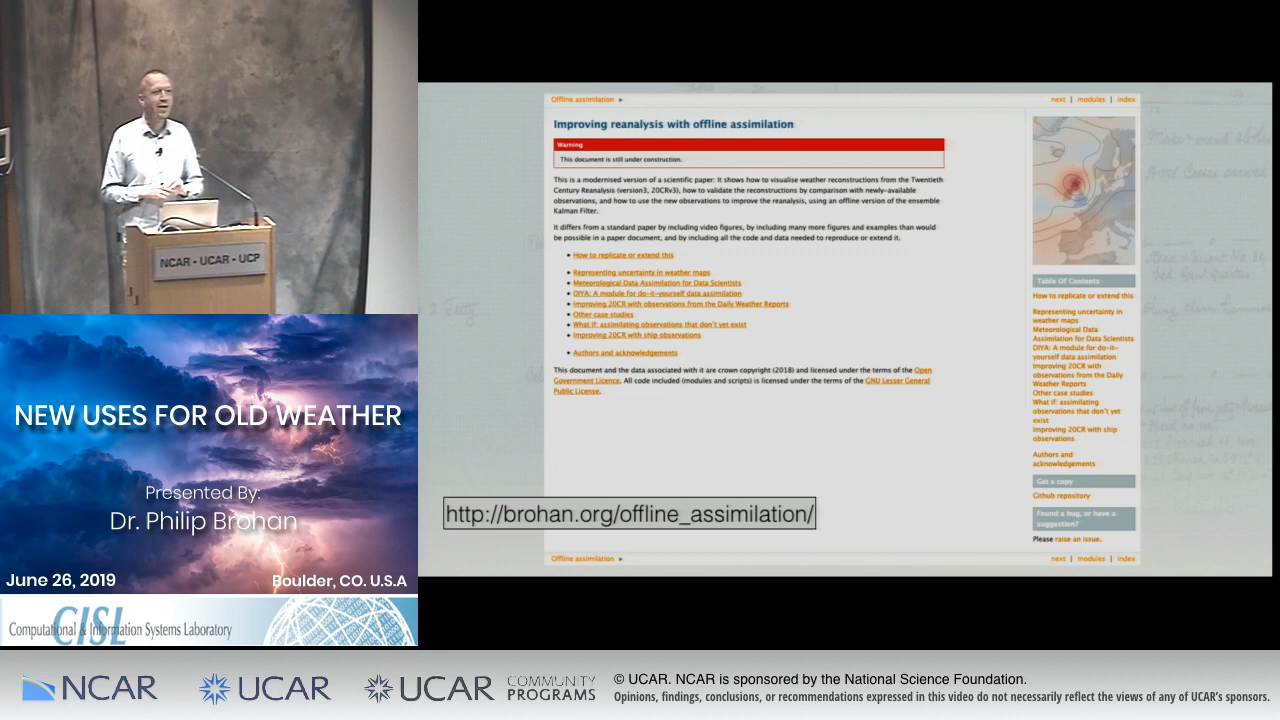 NCAR - UCAR - UCP
NEW USES FOR OLD WEATHER
Presented By:
Dr. Philip Brohan
June 26, 2019
Boulder, CO. U.S.A
CISL
Computational & Information Systems Laboratory
Offline assimilation ►
next | modules | index
Improving reanalysis with offline assimilation
Warning
This document is still under construction.
This is a modernised version of a scientific paper: It shows how to visualise weather reconstructions from the Twentieth
Century Reanalysis (version3, 20CRv3), how to validate the reconstructions by comparison with newly-available
observations, and how to use the new observations to improve the reanalysis, using an offline version of the ensemble
Kalman Filter.
It differs from a standard paper by including video figures, by including many more figures and examples than would
be possible in a paper document, and by including all the code and data needed to reproduce or extend it.
• How to replicate or extend this
• Representing uncertainty in weather maps
• Meteorological Data Assimilation for Data Scientists
• DIYA: A module for do-it-yourself data assimilation
• Improving 20CR with observations from the Daily Weather Reports
• Other case studies
• What if: assimilating observations that don't yet exist
• Improving 20CR with ship observations
• Authors and acknowledgements
This document and the data associated with it are crown copyright (2018) and licensed under the terms of the Open
Government Licence. All code included (modules and scripts) is licensed under the terms of the GNU Lesser General
Public License.
Table Of Contents
How to replicate or extend this
Representing uncertainty in
weather maps
Meteorological Data
Assimilation for Data Scientists
DIYA: A module for do-it-
yourself data assimilation
Improving 20CR with
observations from the Daily
Weather Reports
Other case studies
What if: assimilating
observations that don't yet
exist
Improving 20CR with ship
observations
Authors and
acknowledgements
Get a copy
Github repository
Found a bug, or have a
suggestion?
Please raise an issue.
http://brohan.org/offline_assimilation/
Offline assimilation ►
next | modules | index
NCAR
UCAR
UCAR
COMMUNITY
PROGRAMS
© UCAR. NCAR is sponsored by the National Science Foundation.
Opinions, findings, conclusions, or recommendations expressed in this video do not necessarily reflect the views of any of UCAR's sponsors.